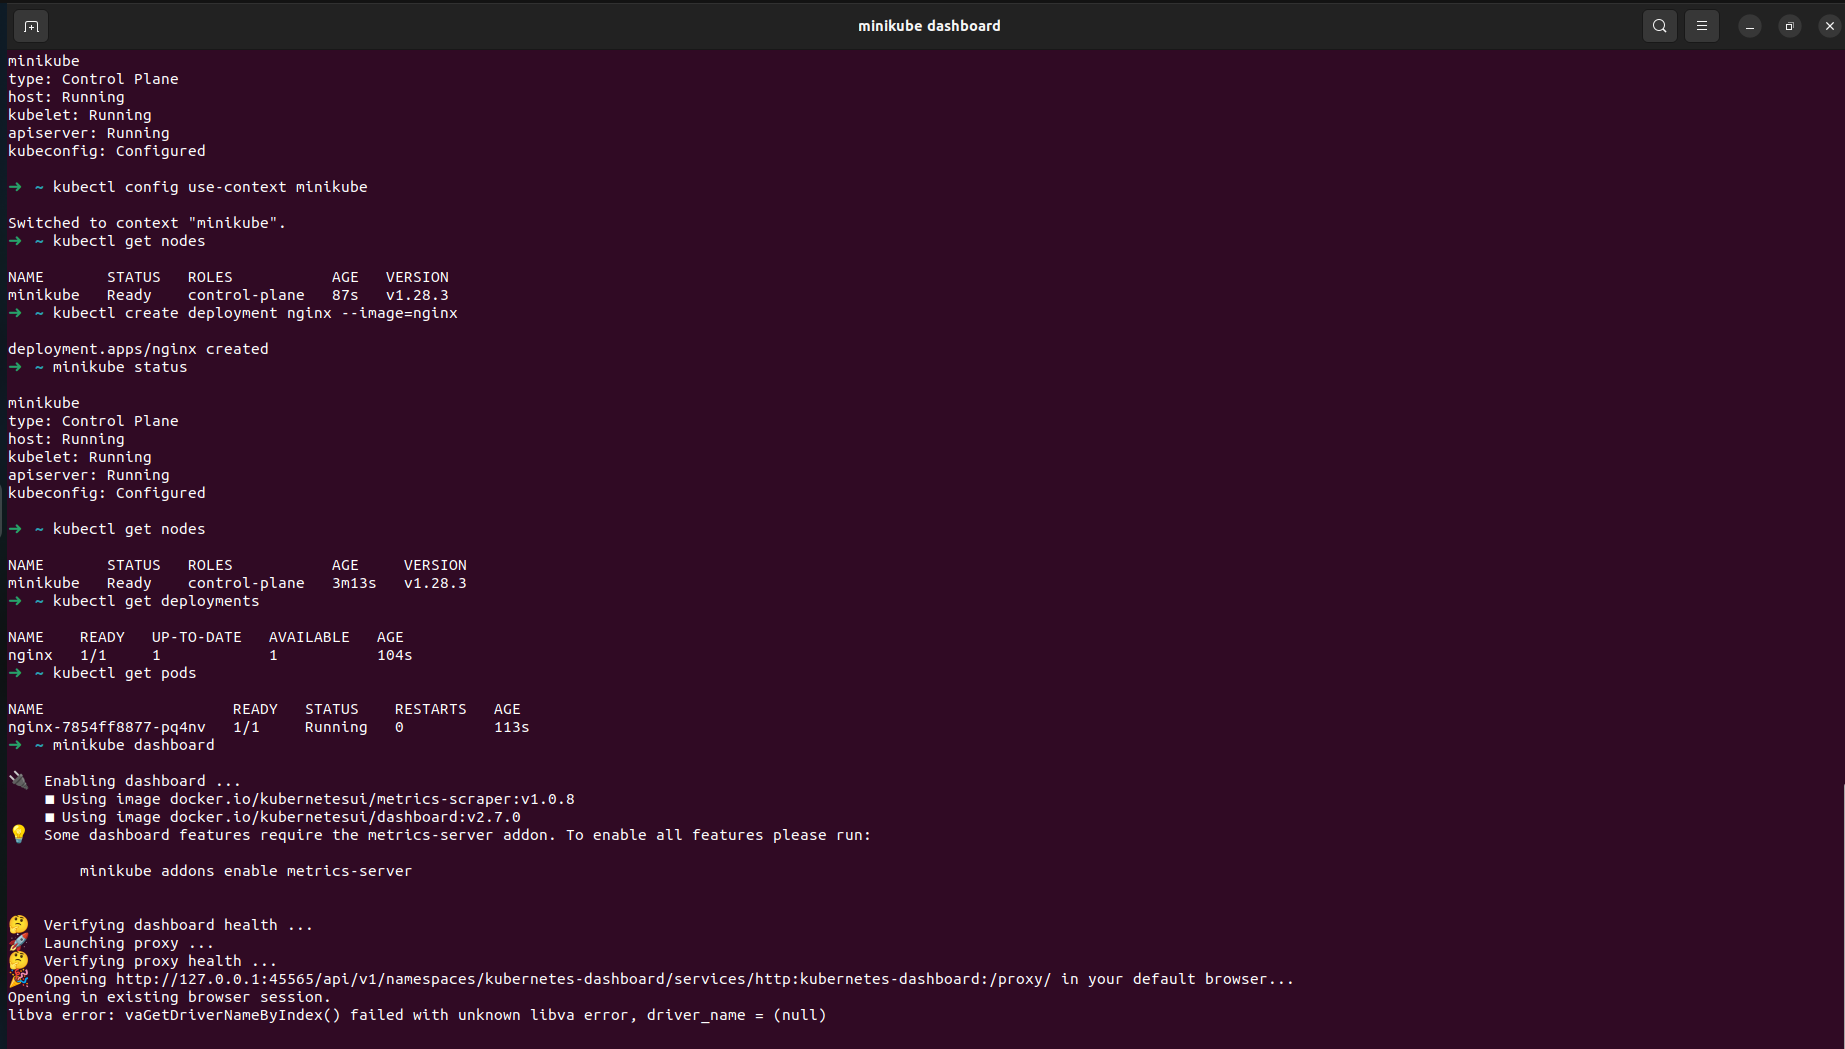 minikube dashboard
minikube
type: Control Plane
host: Running
kubelet: Running
apiserver: Running
kubeconfig: Configured
➜ ~ kubectl config use-context minikube
Switched to context "minikube".
➜ ~ kubectl get nodes
NAME STATUS ROLES AGE VERSION
minikube Ready control-plane 87s v1.28.3
➜ ~ kubectl create deployment nginx --image=nginx
deployment.apps/nginx created
➜ ~ minikube status
minikube
type: Control Plane
host: Running
kubelet: Running
apiserver: Running
kubeconfig: Configured
➜ ~ kubectl get nodes
NAME STATUS ROLES AGE VERSION
minikube Ready control-plane 3m13s v1.28.3
➜ ~ kubectl get deployments
NAME READY UP-TO-DATE AVAILABLE AGE
nginx 1/1 1 1 104s
➜ ~ kubectl get pods
NAME READY STATUS RESTARTS AGE
nginx-7854ff8877-pq4nv 1/1 Running 0 113s
➜ ~ minikube dashboard
🔌 Enabling dashboard ...
■ Using image docker.io/kubernetesui/metrics-scraper:v1.0.8
■ Using image docker.io/kubernetesui/dashboard:v2.7.0
💡 Some dashboard features require the metrics-server addon. To enable all features please run:
minikube addons enable metrics-server
🤔 Verifying dashboard health ...
🚀 Launching proxy ...
🤔 Verifying proxy health ...
🎉 Opening http://127.0.0.1:45565/api/v1/namespaces/kubernetes-dashboard/services/http:kubernetes-dashboard:/proxy/ in your default browser...
Opening in existing browser session.
libva error: vaGetDriverNameByIndex() failed with unknown libva error, driver_name = (null)